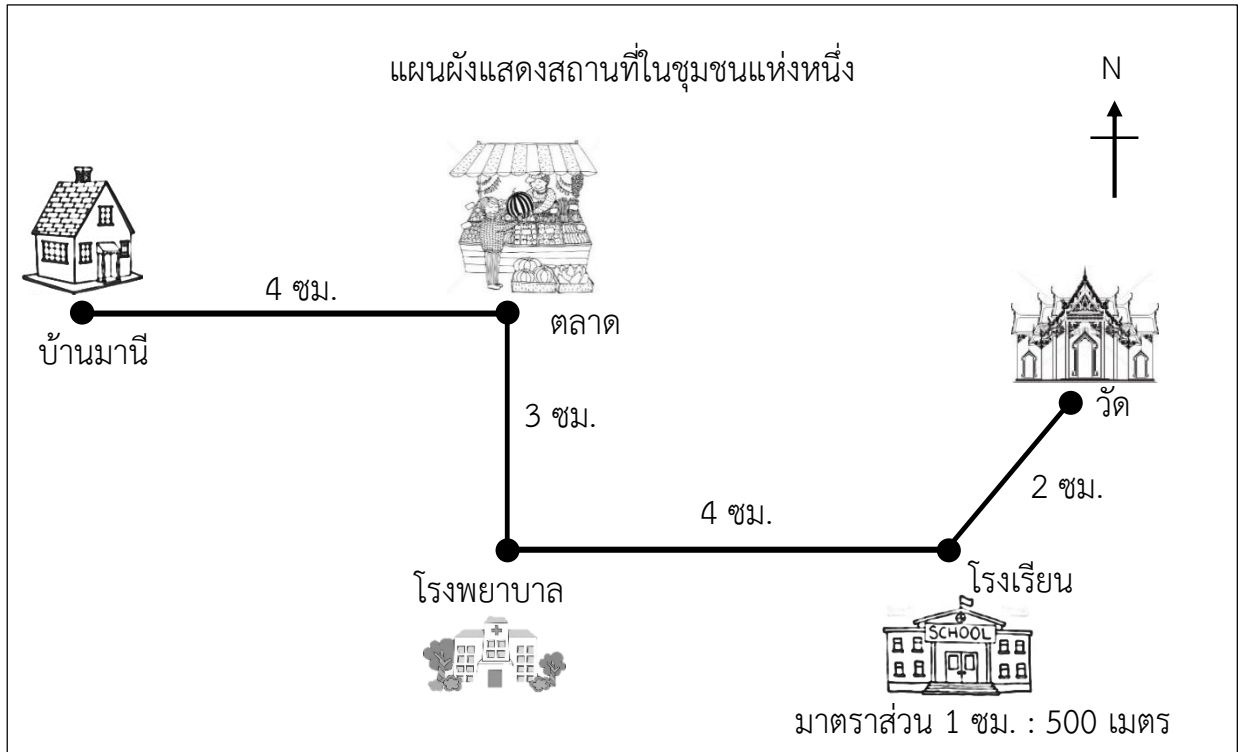 แผนผังแสดงสถานที่ในชุมชนแห่งหนึ่ง
N
4 ซม.
ตลาด
บ้านมานี
วัด
3 ซม.
2 ซม.
4 ซม.
โรงพยาบาล
โรงเรียน
SCHOOL
มาตราส่วน 1 ซม. : 500 เมตร